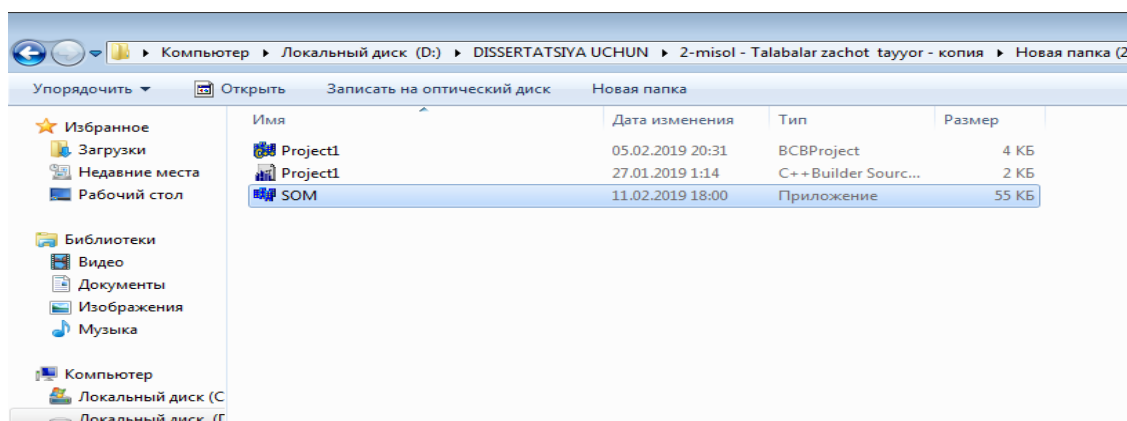 Компьютер ▸ Локальный диск (D:) ▸ DISSERTATSIYA UCHUN ▸ 2-misol - Talabalar zachot tayyor - копия ▸ Новая папка (2
Упорядочить Открыть Записать на оптический диск Новая папка
Имя Дата изменения Тип Размер
Project1 05.02.2019 20:31 BCBProject 4 КБ
Project1 27.01.2019 1:14 C++Builder Sourc... 2 КБ
SOM 11.02.2019 18:00 Приложение 55 КБ
Избранное
Загрузки
Недавние места
Рабочий стол
Библиотеки
Видео
Документы
Изображения
Музыка
Компьютер
Локальный диск (C
Локальный диск (D